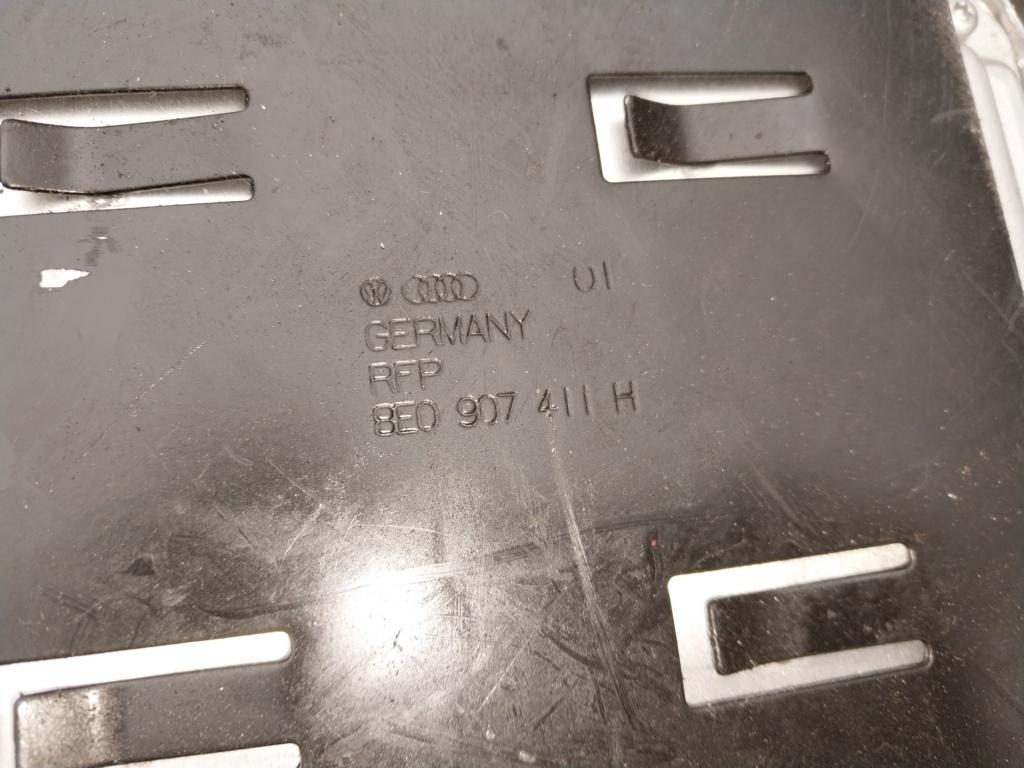 01
GERMANY
RFP
8E0 907 411 H